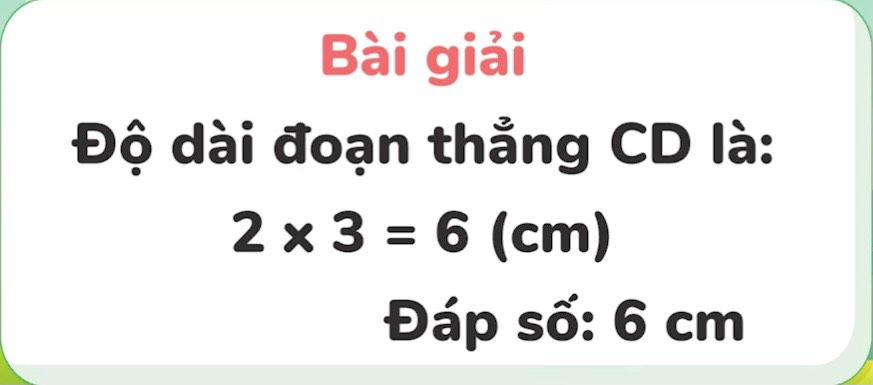 Bài giải
Độ dài đoạn thẳng CD là:
2 x 3 = 6 (cm)
Đáp số: 6 cm